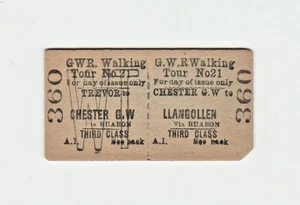 360
GWR. Walking
Tour No21
For day of issue only
TREVOR to
CHESTER G.W
to RUABON
THIRD CLASS
A.I. See back
G.W.R Walking
Tour No21
For day of issue only
CHESTER G.W to
LLANGOLLEN
Via RUABON
THIRD CLASS
A.I. See back
360